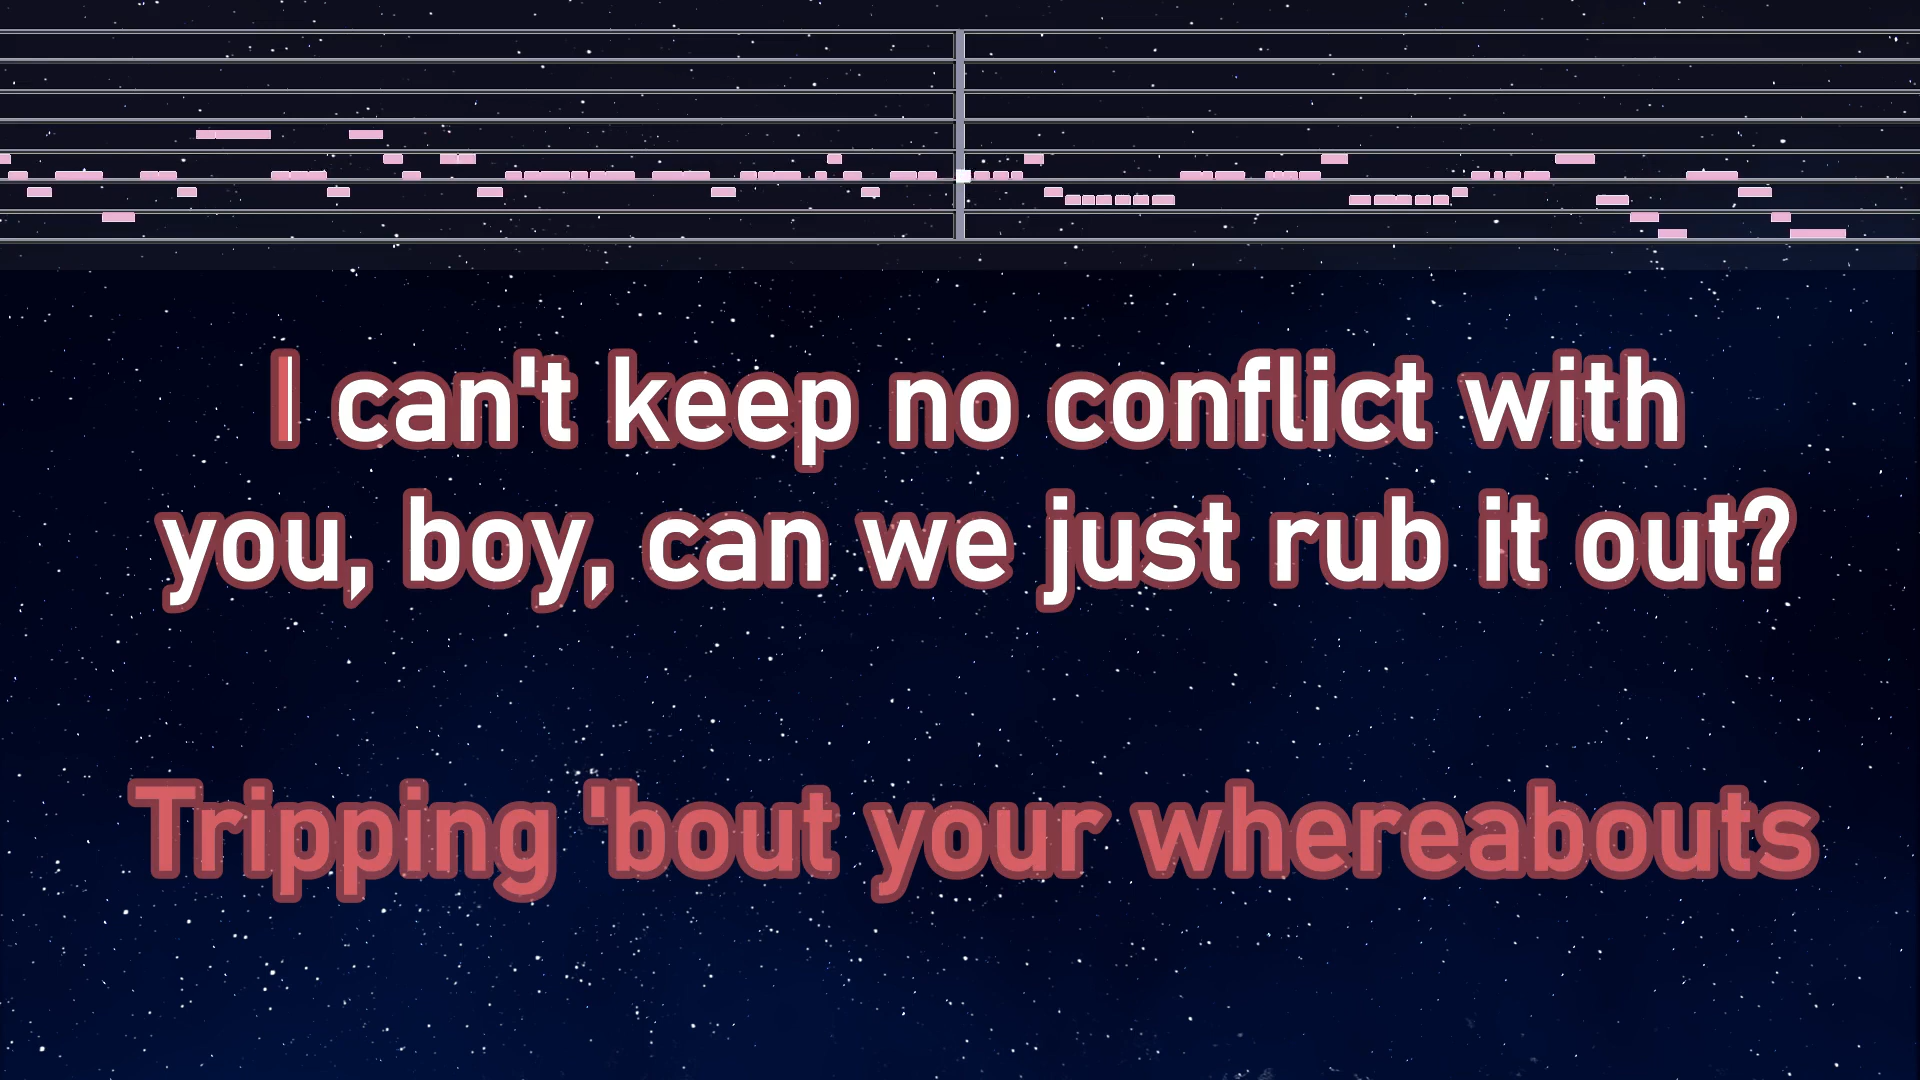 I can't keep no conflict with
you, boy, can we just rub it out?
Tripping 'bout your whereabouts